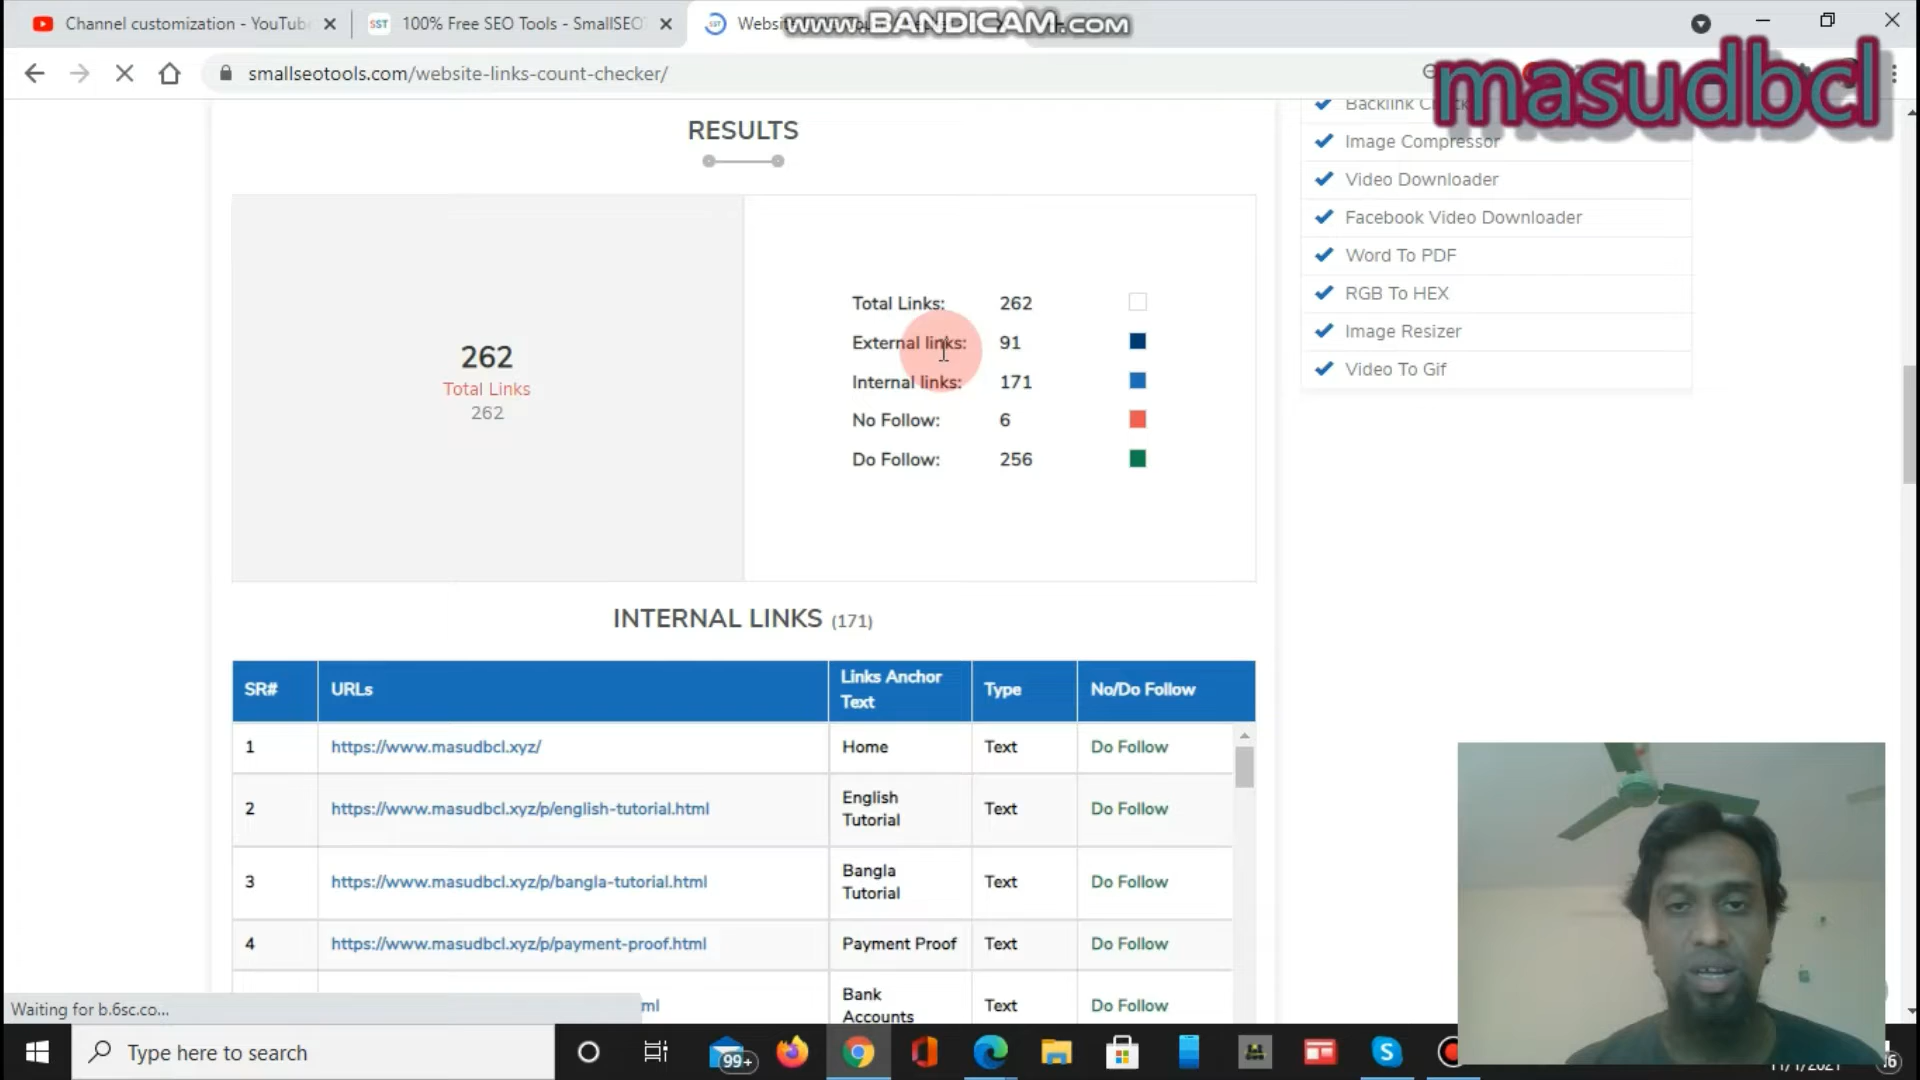 Channel customization - YouTub
SST 100% Free SEO Tools - SmallSEO
SST
www.BANDICAM.com
smallseotools.com/website-links-count-checker/
masudbcl
RESULTS
Image Compressor
Video Downloader
Facebook Video Downloader
Word To PDF
RGB To HEX
Image Resizer
Video To Gif
262
Total Links
262
Total Links: 262
External links: 91
Internal links: 171
No Follow: 6
Do Follow: 256
INTERNAL LINKS (171)
SR# URLs Links Anchor Text Type No/Do Follow
1 https://www.masudbcl.xyz/ Home Text Do Follow
2 https://www.masudbcl.xyz/p/english-tutorial.html English Tutorial Text Do Follow
3 https://www.masudbcl.xyz/p/bangla-tutorial.html Bangla Tutorial Text Do Follow
4 https://www.masudbcl.xyz/p/payment-proof.html Payment Proof Text Do Follow
ml Bank Accounts Text Do Follow
Waiting for b.6sc.co...
Type here to search
99+